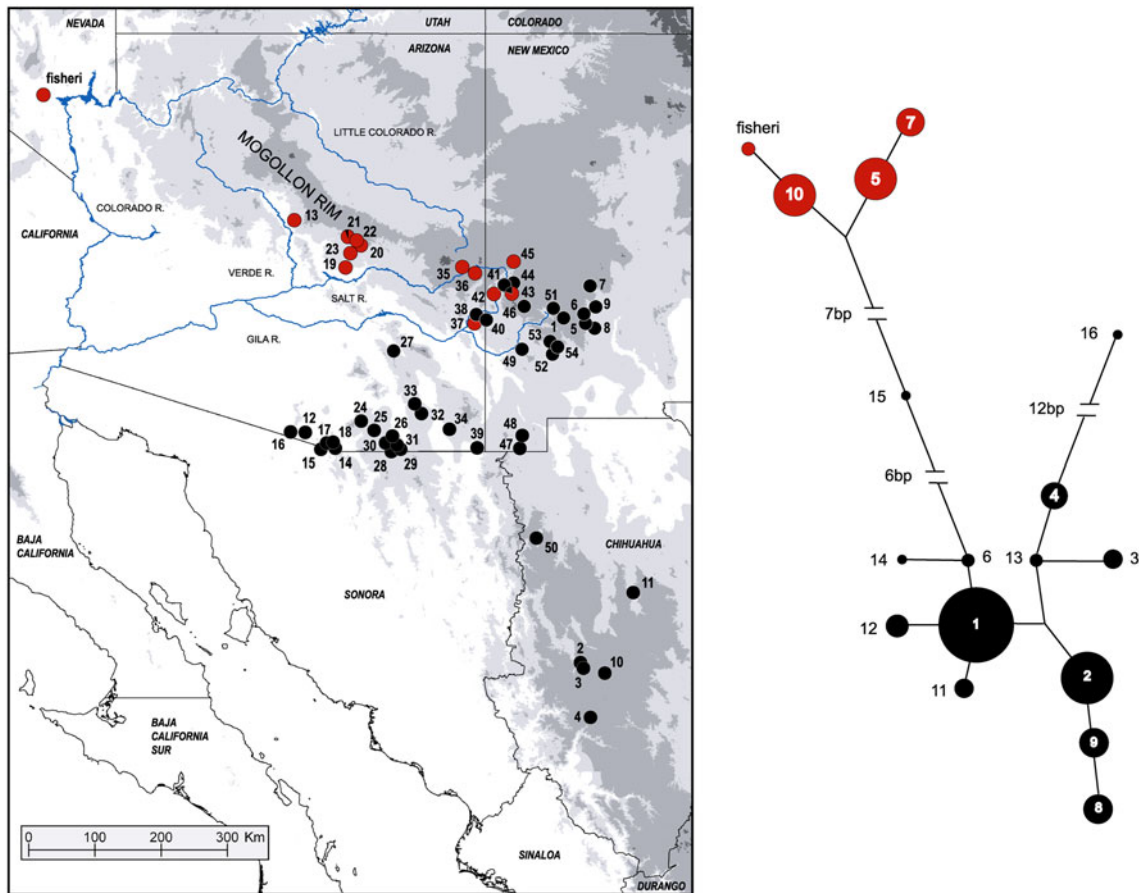 NEVADA
UTAH
COLORADO
ARIZONA
NEW MEXICO
fisheri
LITTLE COLORADO R.
MOGOLLON RIM
COLORADO R.
CALIFORNIA
13
21
22
20
23
19
VERDE R.
SALT R.
GILA R.
35
36
41
45
44
43
42
46
38
37
40
7
51
6
9
1
5
8
53
54
52
49
27
33
32
24
25
26
34
16
12
17
18
15
14
30
31
28
29
39
48
47
50
CHIHUAHUA
11
BAJA
CALIFORNIA
SONORA
2
3
10
4
BAJA
CALIFORNIA
SUR
SINALOA
DURANGO
0 100 200 300 Km
fisheri
7
10
5
7bp
15
6bp
14
6
12
1
11
16
12bp
4
13
3
2
9
8